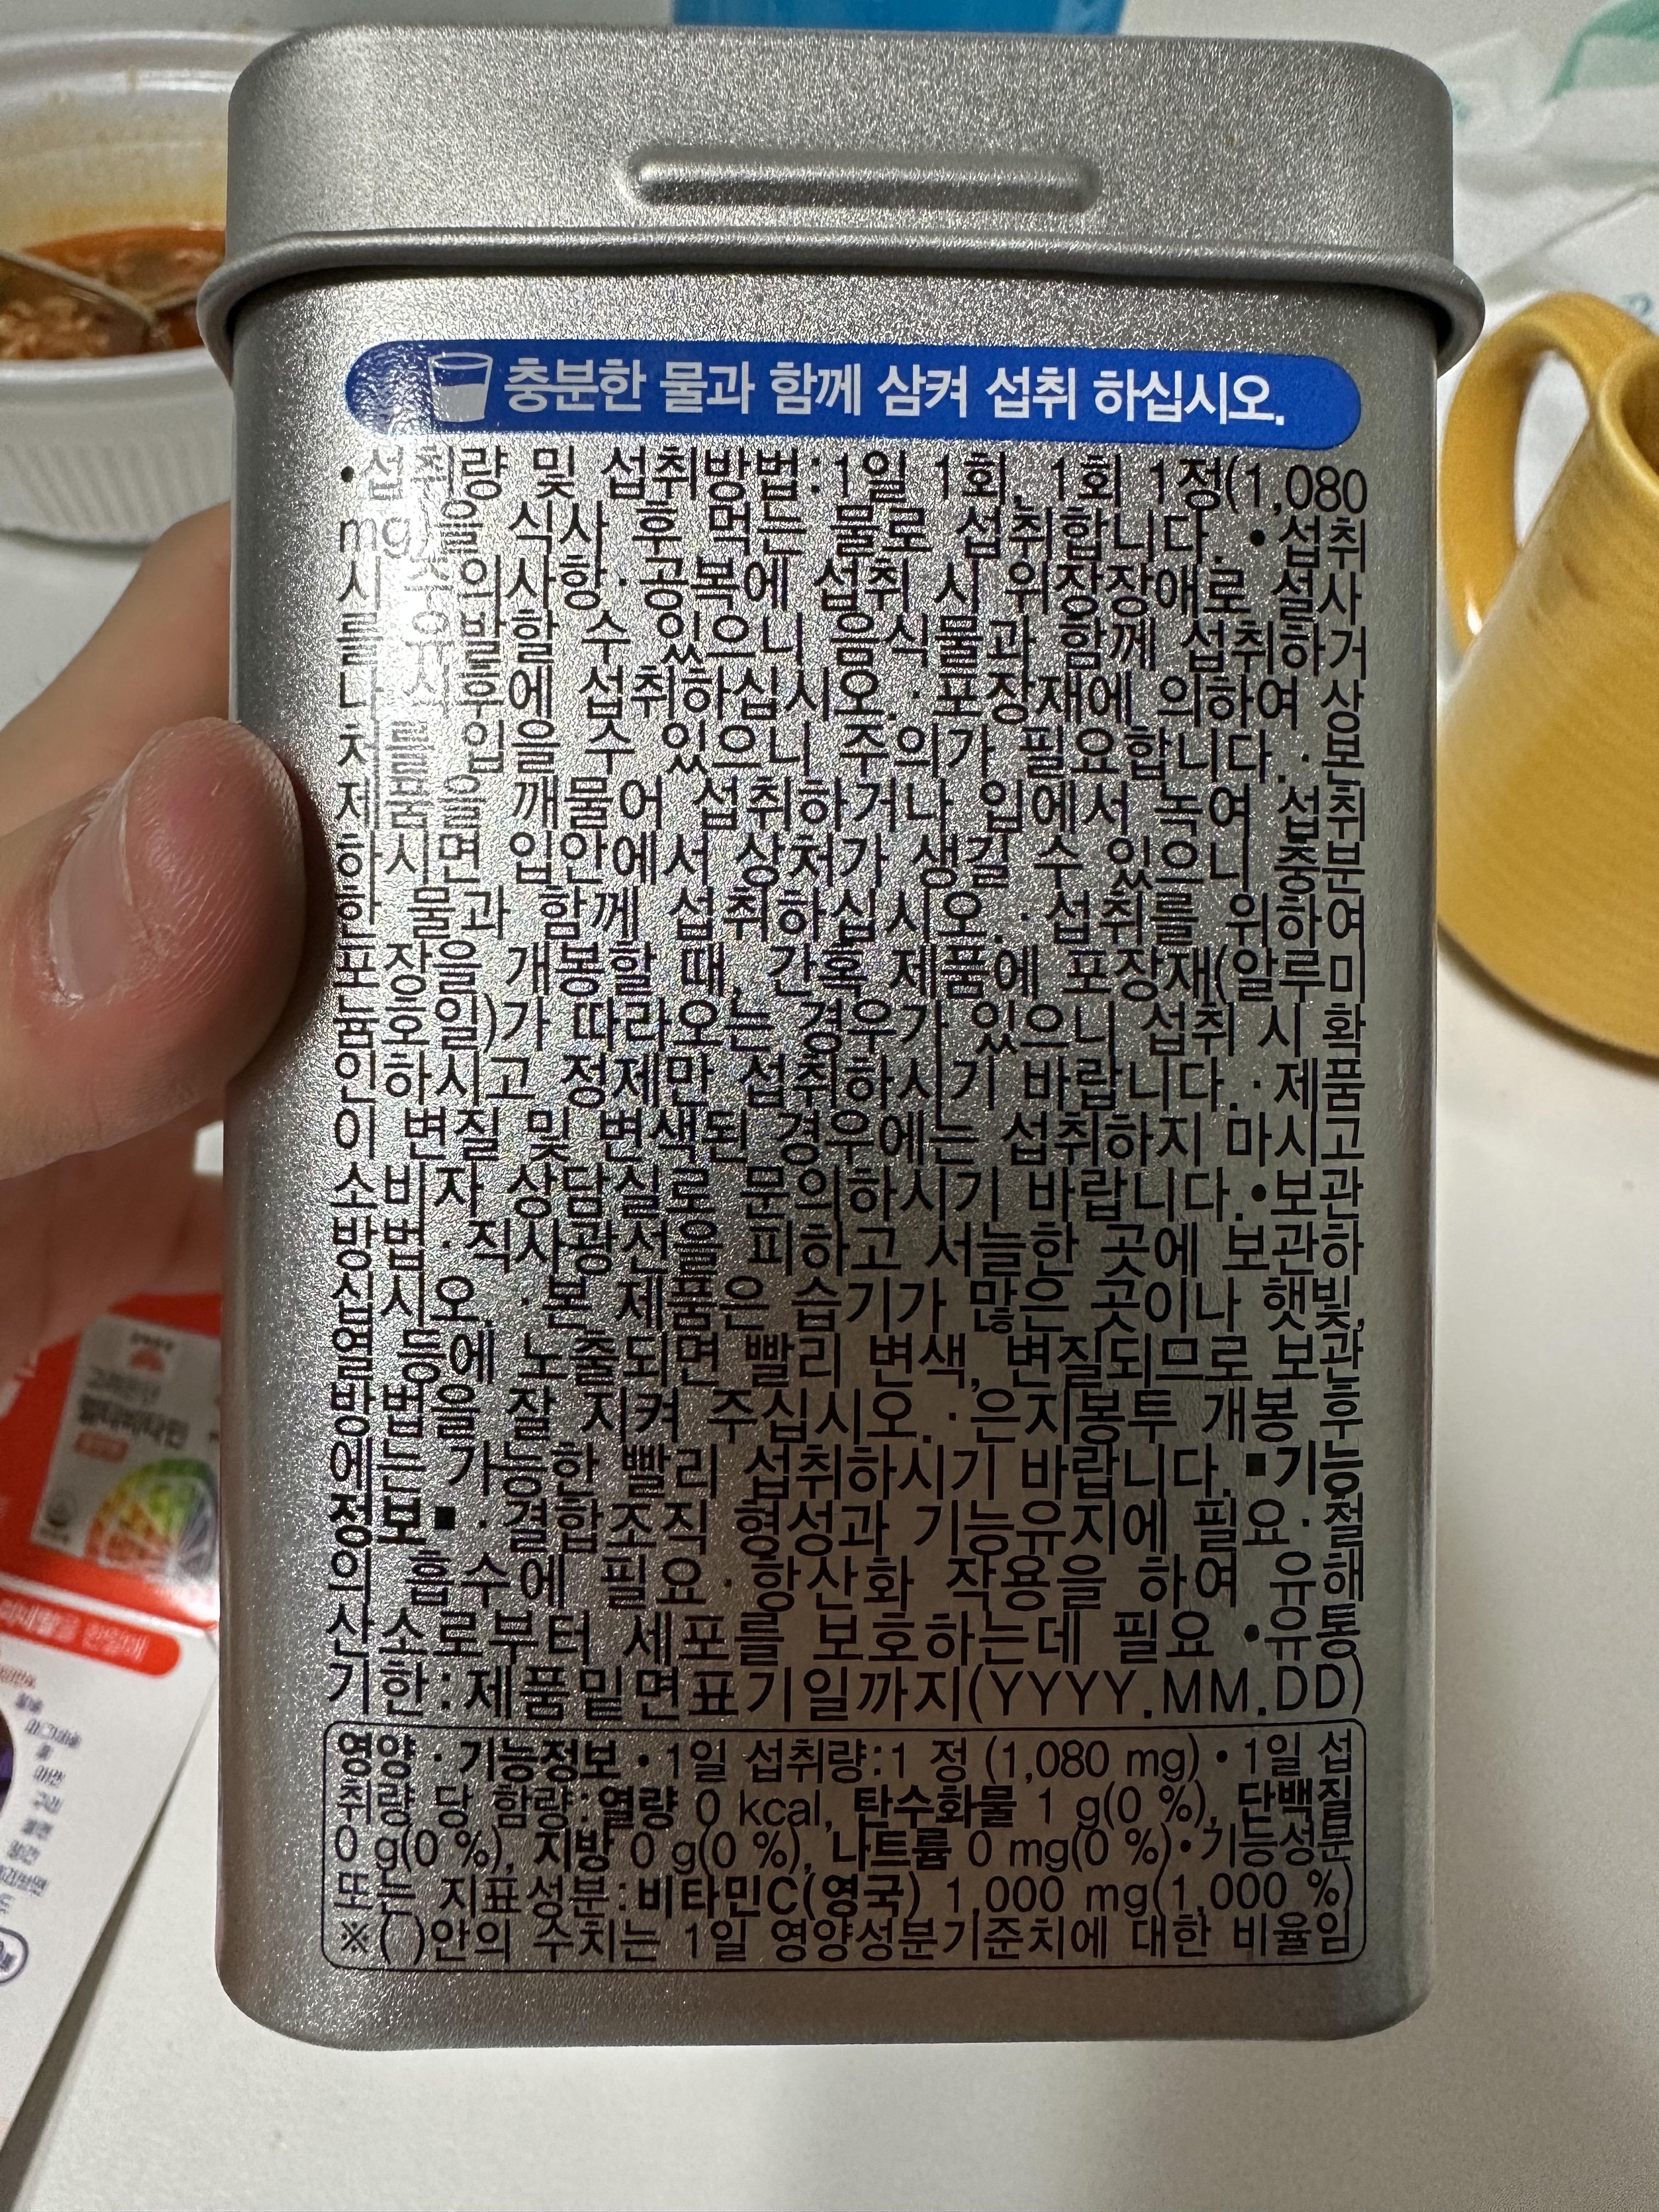 충분한 물과 함께 삼켜 섭취 하십시오.
•섭취량 및 섭취방법:1일 1회, 1회 1정(1,080
mg)을 식사 후 먹는 물로 섭취합니다. •섭취
시 주의사항·공복에 섭취 시 위장장애로 설사
를 유발할 수 있으니 음식물과 함께 섭취하거
나 식후에 섭취하십시오.·포장재에 의하여 상
처를 입을 수 있으니 주의가 필요합니다.·본
제품을 깨물어 섭취하거나 입에서 녹여 섭취
하시면 입안에서 상처가 생길 수 있으니 충분
한 물과 함께 섭취하십시오.·섭취를 위하여
포장을 개봉할 때, 간혹 제품에 포장재(알루미
늄호일)가 따라오는 경우가 있으니 섭취 시 확
인하시고 정제만 섭취하시기 바랍니다.·제품
이 변질 및 변색된 경우에는 섭취하지 마시고
소비자 상담실로 문의하시기 바랍니다.•보관
방법 ·직사광선을 피하고 서늘한 곳에 보관하
십시오. ·본 제품은 습기가 많은 곳이나 햇빛,
열 등에 노출되면 빨리 변색, 변질되므로 보관
방법을 잘 지켜 주십시오. ·은지봉투 개봉 후
에는 가능한 빨리 섭취하시기 바랍니다.▪기능
정보▪ ·결합조직 형성과 기능유지에 필요·철
의 흡수에 필요·항산화 작용을 하여 유해
산소로부터 세포를 보호하는데 필요 •유통
기한:제품밑면표기일까지(YYYY.MM.DD)
영양·기능정보•1일 섭취량:1 정 (1,080 mg)•1일 섭
취량 당 함량:열량 0 kcal, 탄수화물 1 g(0 %), 단백질
0 g(0 %), 지방 0 g(0 %), 나트륨 0 mg(0 %)•기능성분
또는 지표성분:비타민C(영국) 1,000 mg(1,000 %)
※( )안의 수치는 1일 영양성분기준치에 대한 비율임